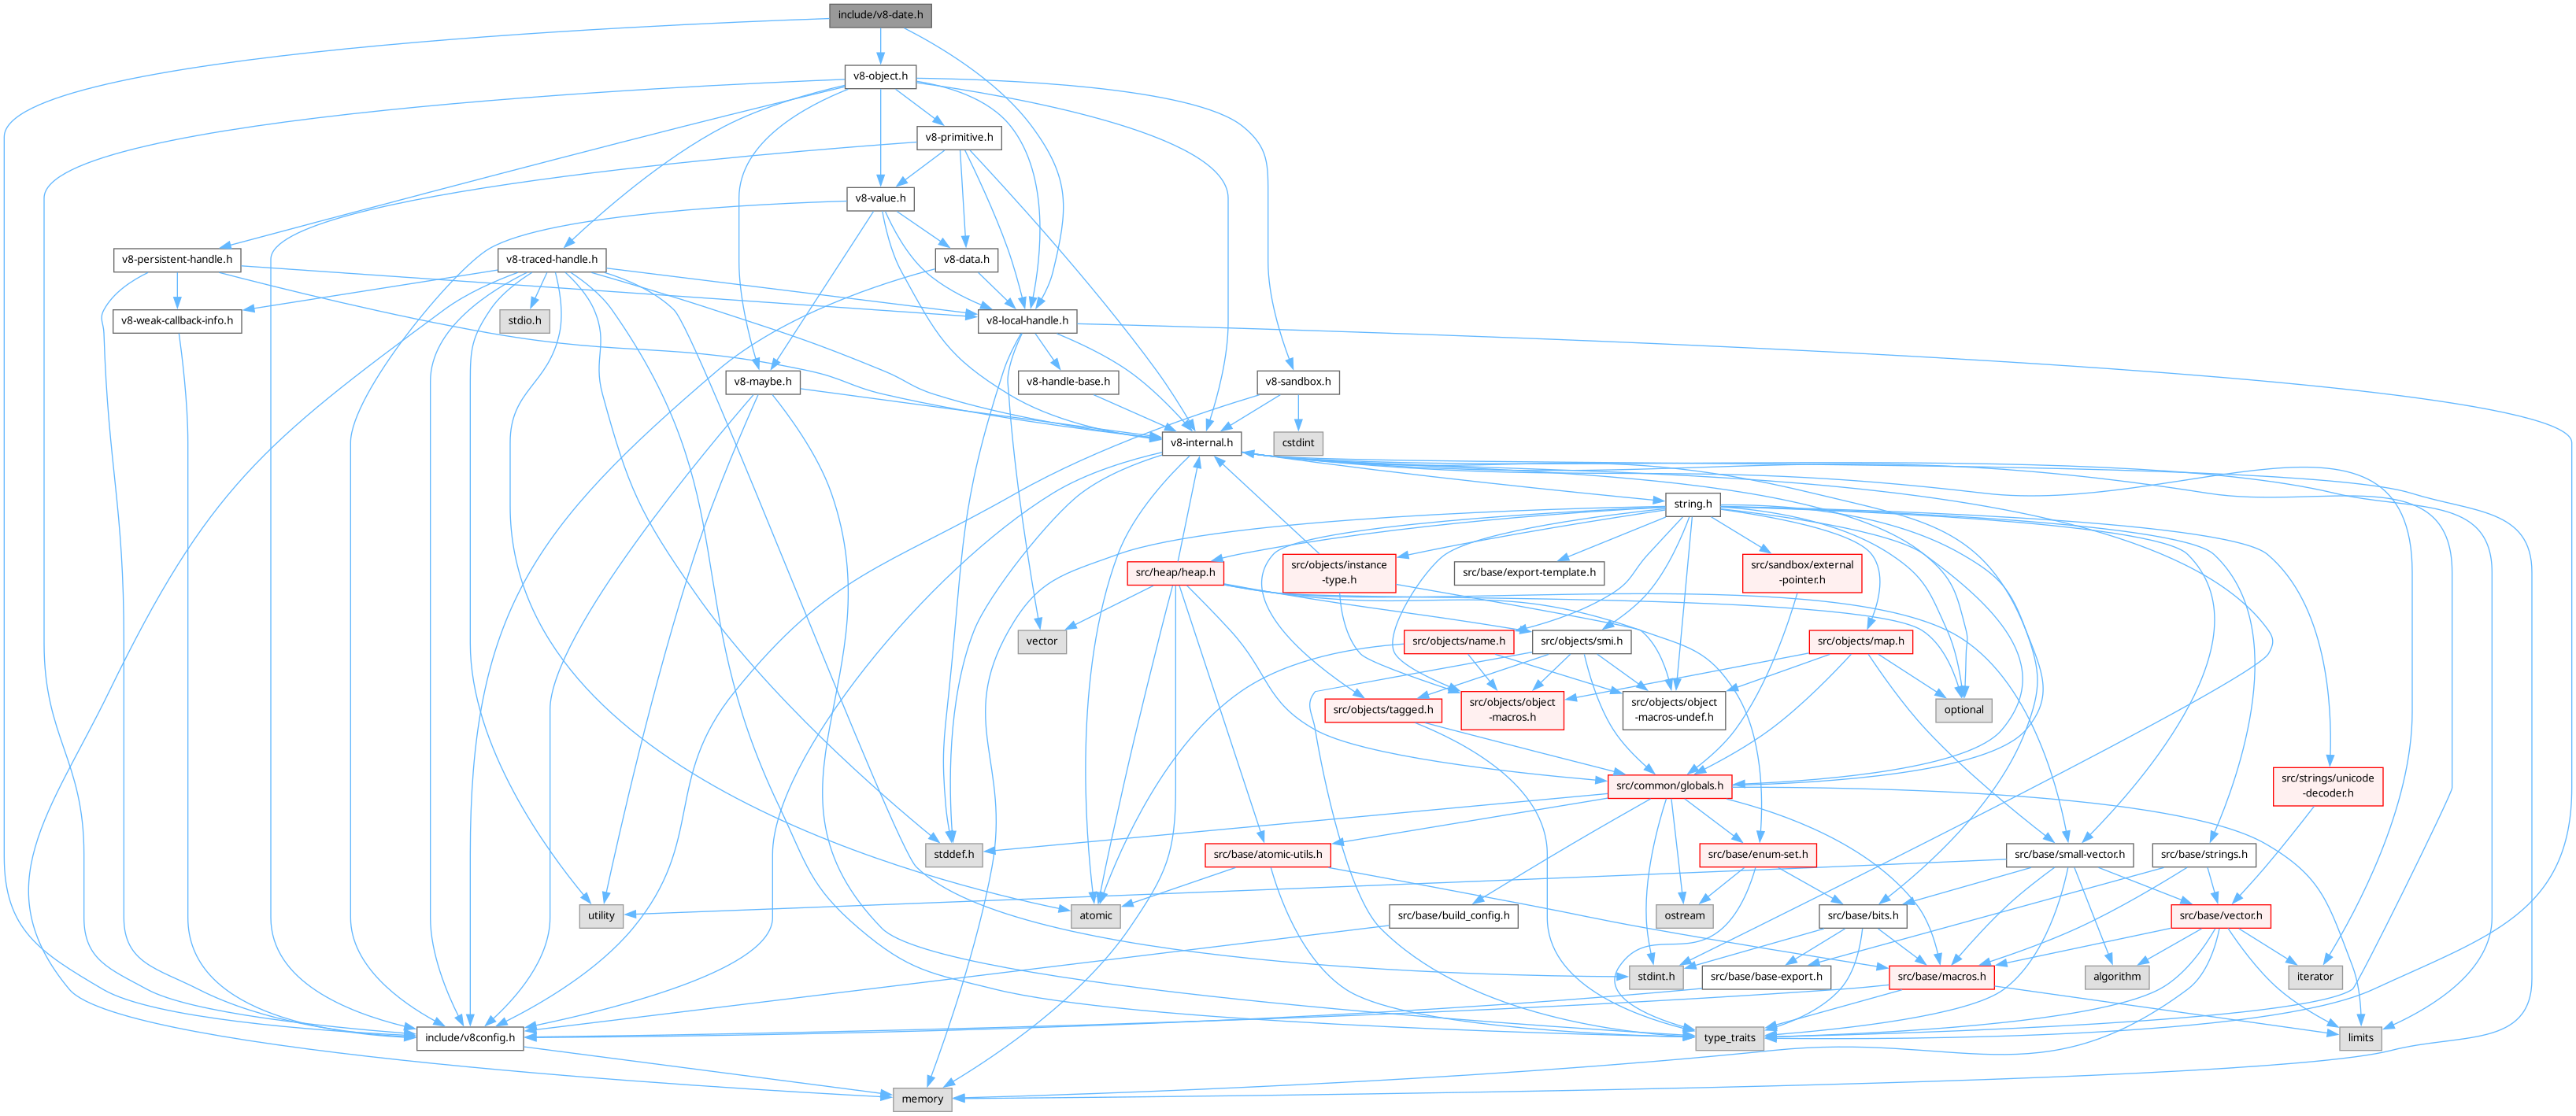 include/v8-date.h
v8-object.h
v8-primitive.h
v8-value.h
v8-persistent-handle.h
v8-traced-handle.h
v8-data.h
v8-weak-callback-info.h
stdio.h
v8-local-handle.h
v8-maybe.h
v8-handle-base.h
v8-sandbox.h
v8-internal.h
cstdint
string.h
src/heap/heap.h
src/objects/instance
-type.h
src/base/export-template.h
src/sandbox/external
-pointer.h
vector
src/objects/name.h
src/objects/smi.h
src/objects/map.h
src/objects/tagged.h
src/objects/object
-macros.h
src/objects/object
-macros-undef.h
optional
src/common/globals.h
src/strings/unicode
-decoder.h
stddef.h
src/base/atomic-utils.h
src/base/enum-set.h
src/base/small-vector.h
src/base/strings.h
utility
atomic
src/base/build_config.h
ostream
src/base/bits.h
src/base/vector.h
stdint.h
src/base/base-export.h
src/base/macros.h
algorithm
iterator
include/v8config.h
type_traits
limits
memory